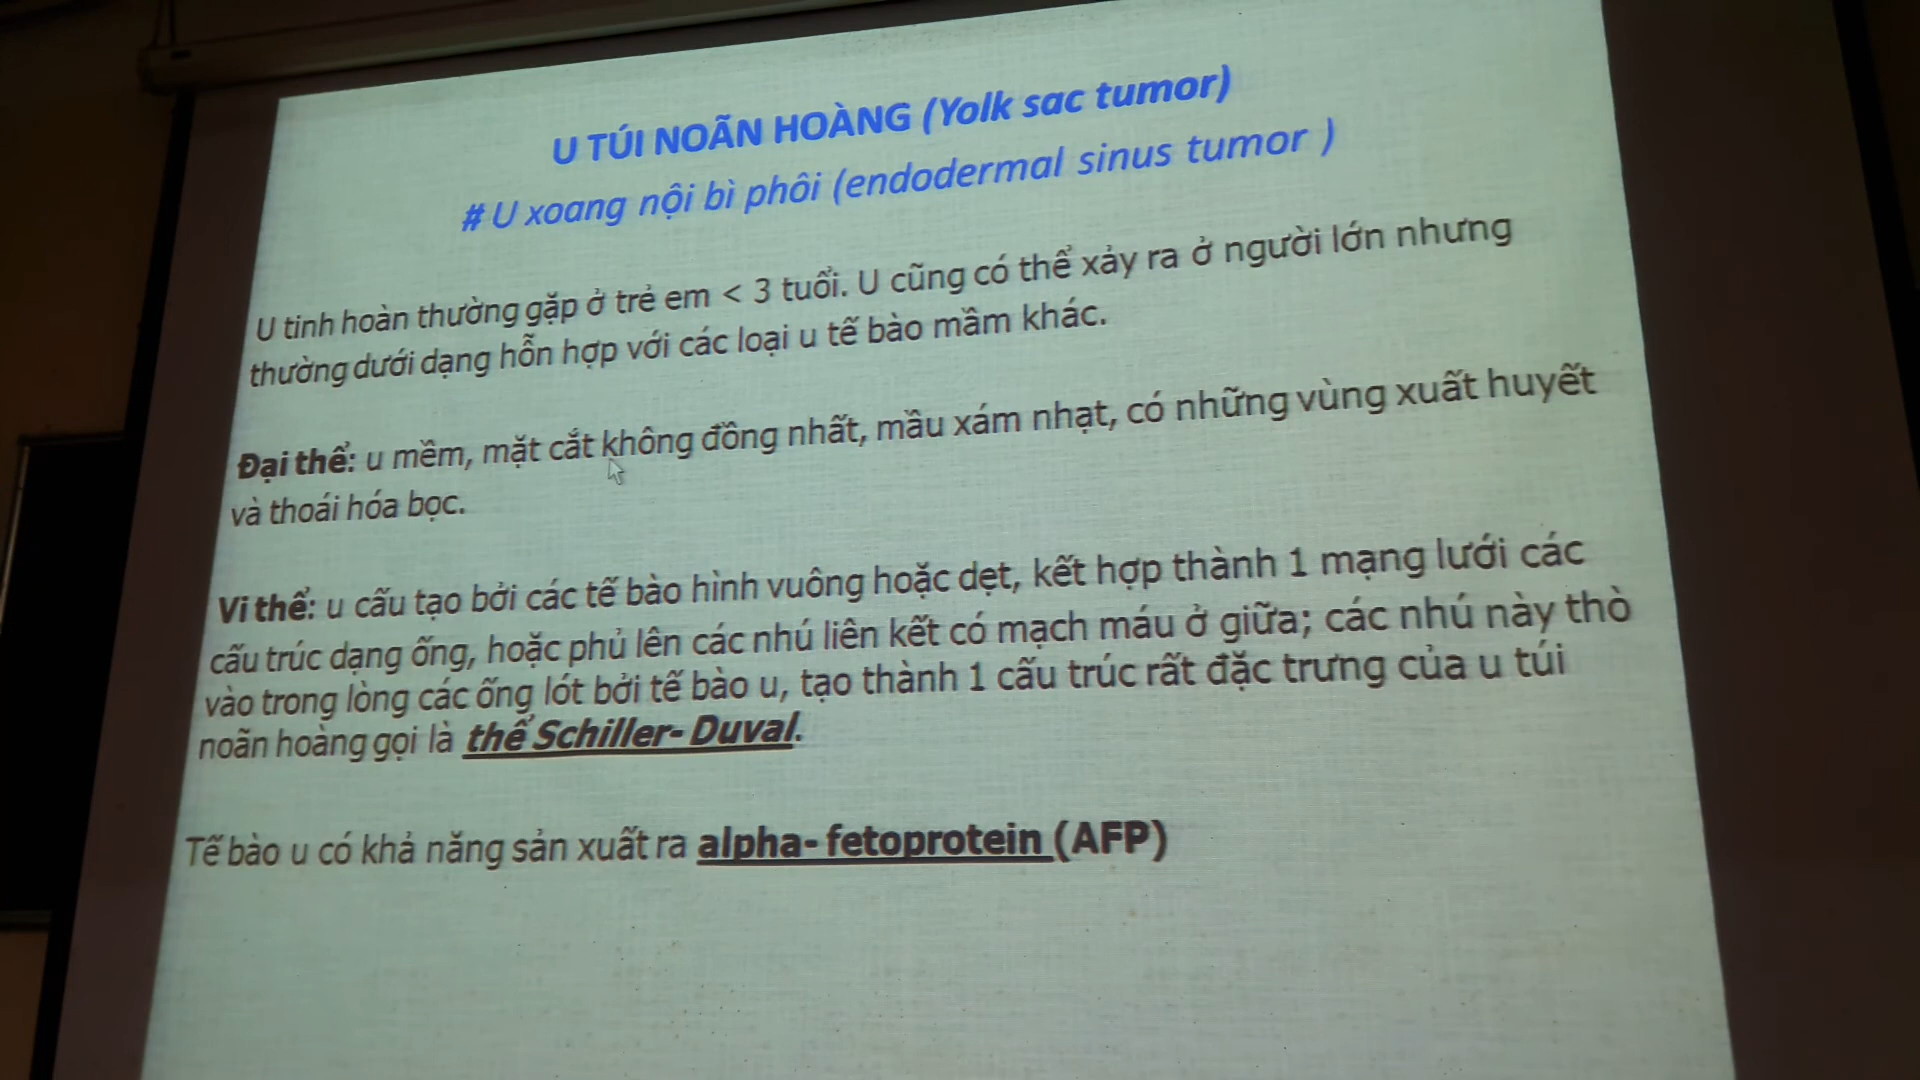 U TÚI NOÃN HOÀNG (Yolk sac tumor)
# U xoang nội bì phôi (endodermal sinus tumor )
U tinh hoàn thường gặp ở trẻ em < 3 tuổi. U cũng có thể xảy ra ở người lớn nhưng
thường dưới dạng hỗn hợp với các loại u tế bào mầm khác.
Đại thể: u mềm, mặt cắt không đồng nhất, mầu xám nhạt, có những vùng xuất huyết
và thoái hóa bọc.
Vi thể: u cấu tạo bởi các tế bào hình vuông hoặc dẹt, kết hợp thành 1 mạng lưới các
cấu trúc dạng ống, hoặc phủ lên các nhú liên kết có mạch máu ở giữa; các nhú này thò
vào trong lòng các ống lót bởi tế bào u, tạo thành 1 cấu trúc rất đặc trưng của u túi
noãn hoàng gọi là thể Schiller- Duval.
Tế bào u có khả năng sản xuất ra alpha- fetoprotein (AFP)